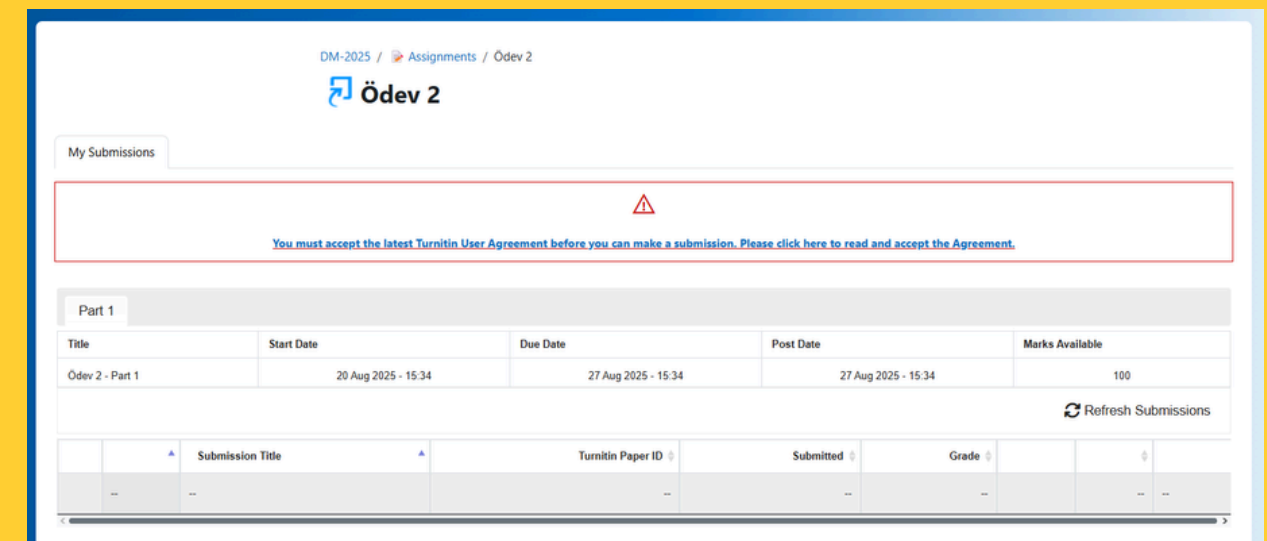 DM-2025 / Assignments / Ödev 2
Ödev 2
My Submissions
You must accept the latest Turnitin User Agreement before you can make a submission. Please click here to read and accept the Agreement.
Part 1
Title Start Date Due Date Post Date Marks Available
Ödev 2 - Part 1 20 Aug 2025 - 15:34 27 Aug 2025 - 15:34 27 Aug 2025 - 15:34 100
Refresh Submissions
Submission Title Turnitin Paper ID Submitted Grade
-- -- -- -- -- -- --